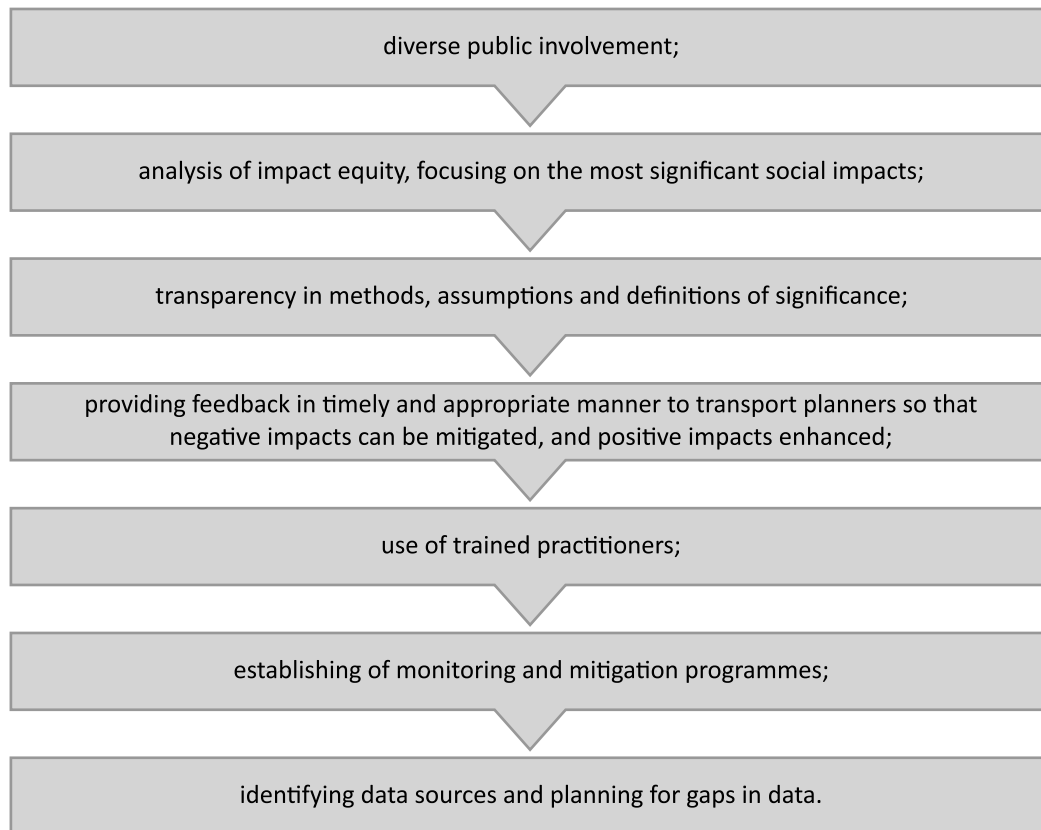 diverse public involvement;
analysis of impact equity, focusing on the most significant social impacts;
transparency in methods, assumptions and definitions of significance;
providing feedback in timely and appropriate manner to transport planners so that
negative impacts can be mitigated, and positive impacts enhanced;
use of trained practitioners;
establishing of monitoring and mitigation programmes;
identifying data sources and planning for gaps in data.